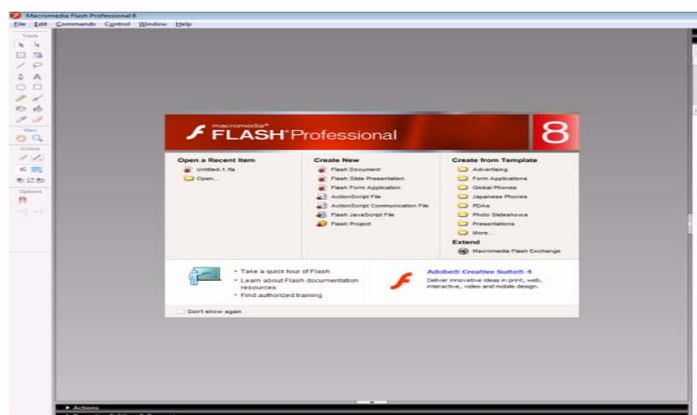 Macromedia Flash Professional 8
File Edit Commands Control Window Help
Tools
View
Colors
Options
macromedia®
FLASH® Professional
8
Open a Recent Item
Untitled-1.fla
Open...
Create New
Flash Document
Flash Slide Presentation
Flash Form Application
ActionScript File
ActionScript Communication File
Flash JavaScript File
Flash Project
Create from Template
Advertising
Form Applications
Global Phones
Japanese Phones
PDAs
Photo Slideshows
Presentations
More...
Extend
Macromedia Flash Exchange
• Take a quick tour of Flash
• Learn about Flash documentation
resources
• Find authorized training
Adobe® Creative Suite® 4
Deliver innovative ideas in print, web,
interactive, video and mobile design.
Don't show again
Actions